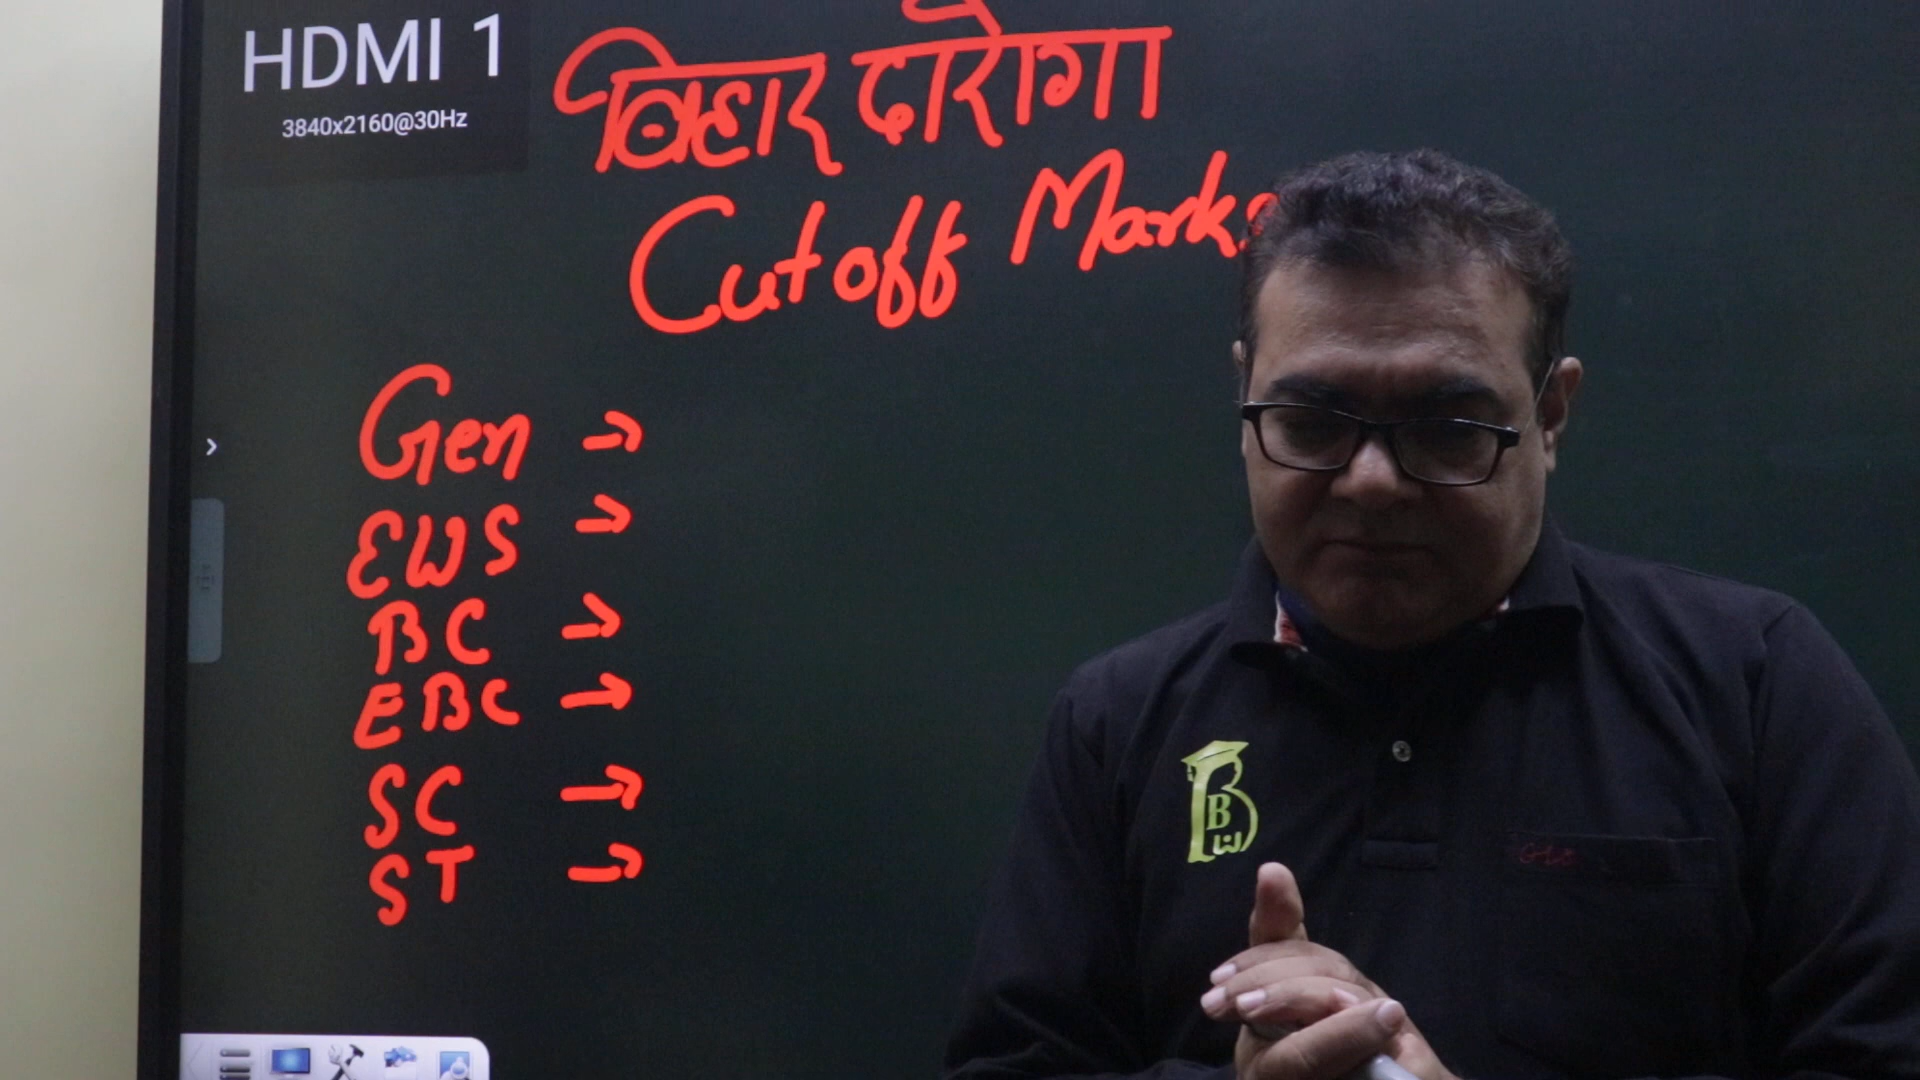 HDMI 1
3840x2160@30Hz
बिहार दारोगा
Cutoff Marks
Gen →
EWS →
BC →
EBC →
SC →
ST →
B